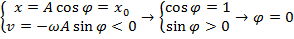 {x = A cos φ = x₀ → {cos φ = 1 → φ = 0
{v = −ωA sin φ < 0 → {sin φ > 0